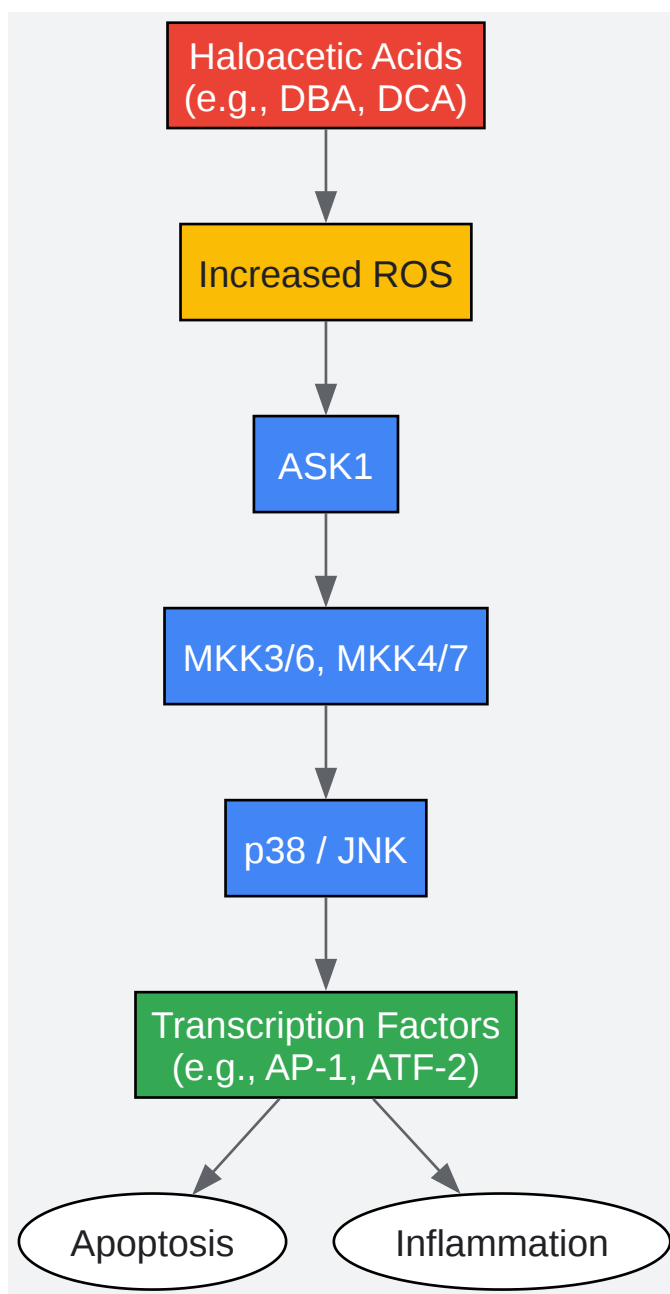 Haloacetic Acids
(e.g., DBA, DCA)
Increased ROS
ASK1
MKK3/6, MKK4/7
p38 / JNK
Transcription Factors
(e.g., AP-1, ATF-2)
Apoptosis
Inflammation